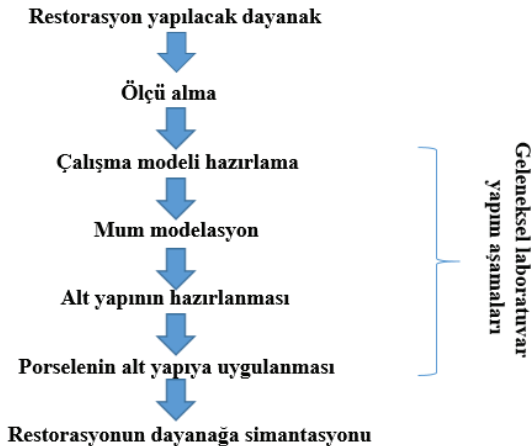 Restorasyon yapılacak dayanak
Ölçü alma
Çalışma modeli hazırlama
Mum modelasyon
Alt yapının hazırlanması
Porselenin alt yapıya uygulanması
Restorasyonun dayanağa simantasyonu
Geleneksel laboratuvar
yapım aşamaları